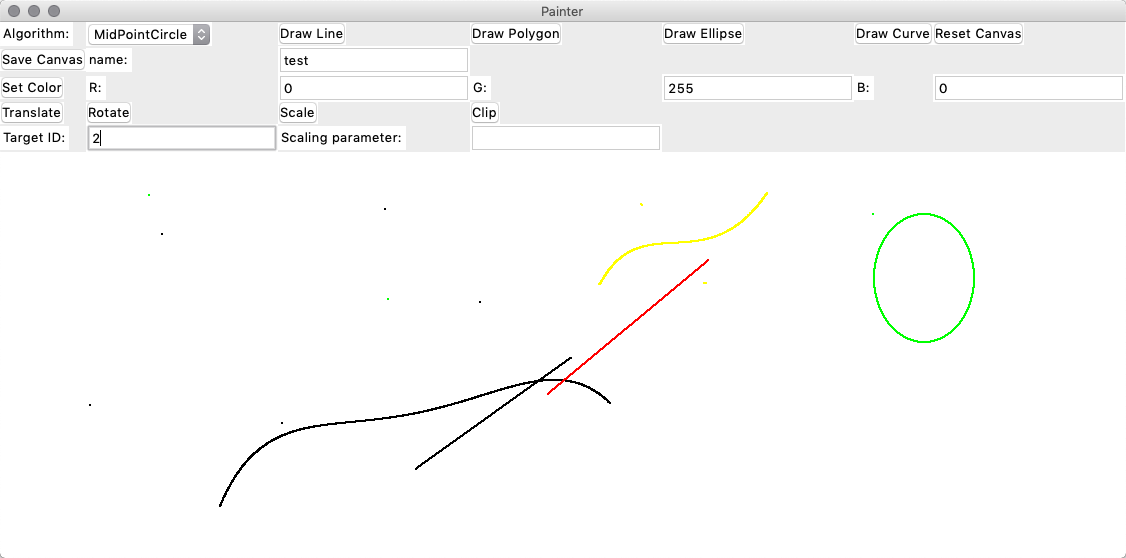 Painter
Algorithm: MidPointCircle Draw Line Draw Polygon Draw Ellipse Draw Curve Reset Canvas
Save Canvas name: test
Set Color R: 0 G: 255 B: 0
Translate Rotate Scale Clip
Target ID: 2 Scaling parameter: